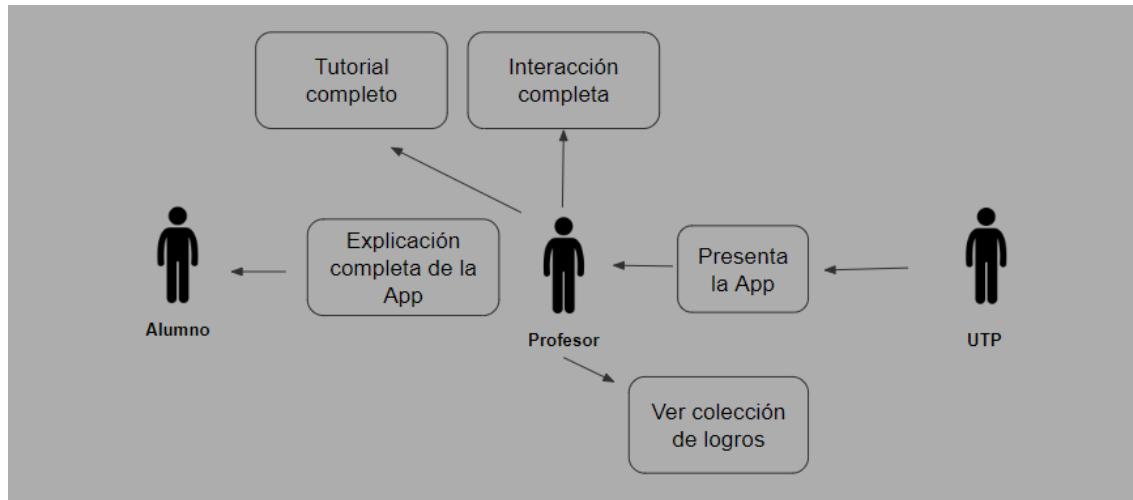 Tutorial
completo
Interacción
completa
Explicación
completa de la
App
Presenta
la App
Alumno
Profesor
UTP
Ver colección
de logros